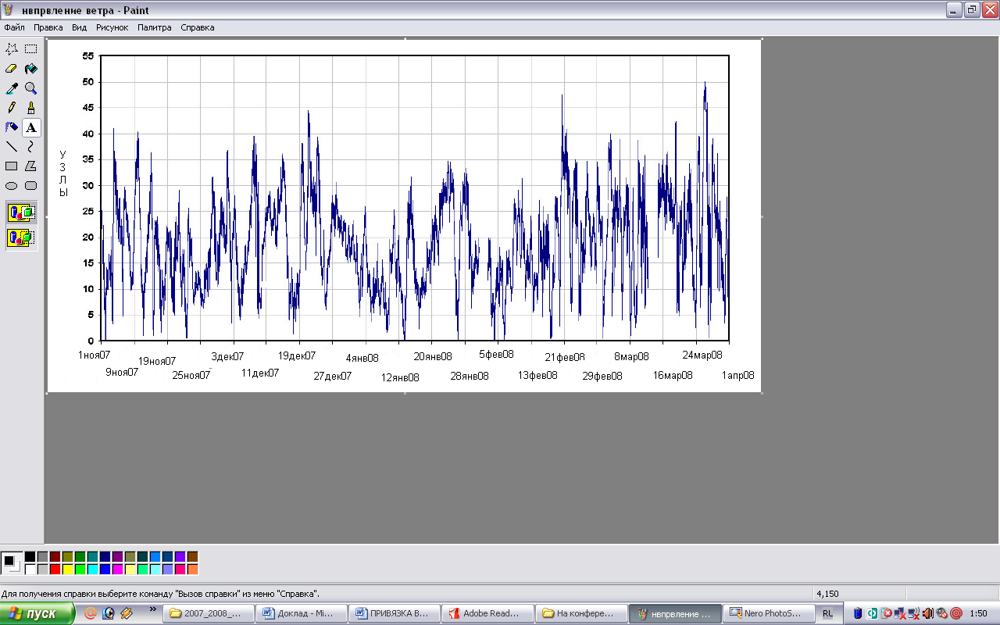 нвпрвление ветра - Paint
Файл Правка Вид Рисунок Палитра Справка
55
50
45
40
35
30
25
20
15
10
5
0
У
З
Л
Ы
1ноя07
9ноя07
19ноя07
25ноя07
3дек07
11дек07
19дек07
27дек07
4янв08
12янв08
20янв08
28янв08
5фев08
13фев08
21фев08
29фев08
8мар08
16мар08
24мар08
1апр08
A
Для получения справки выберите команду "Вызов справки" из меню "Справка".
4,150
пуск
»
2007_2008_...
Доклад - Mi...
ПРИВЯЗКА В...
Adobe Read...
На конфере...
нвпрвление ...
Nero PhotoS...
RL
1:50